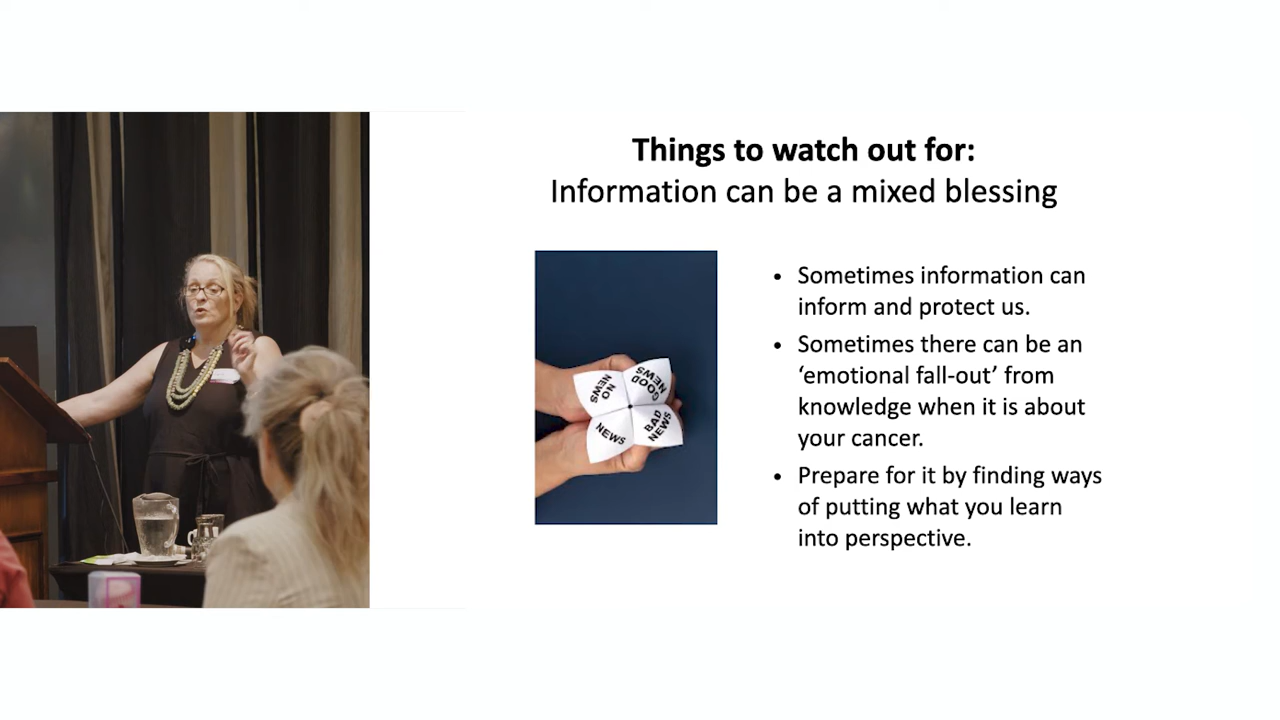 Things to watch out for:
Information can be a mixed blessing
NO NEWS
GOOD NEWS
NEWS
BAD NEWS
• Sometimes information can
inform and protect us.
• Sometimes there can be an
‘emotional fall-out’ from
knowledge when it is about
your cancer.
• Prepare for it by finding ways
of putting what you learn
into perspective.